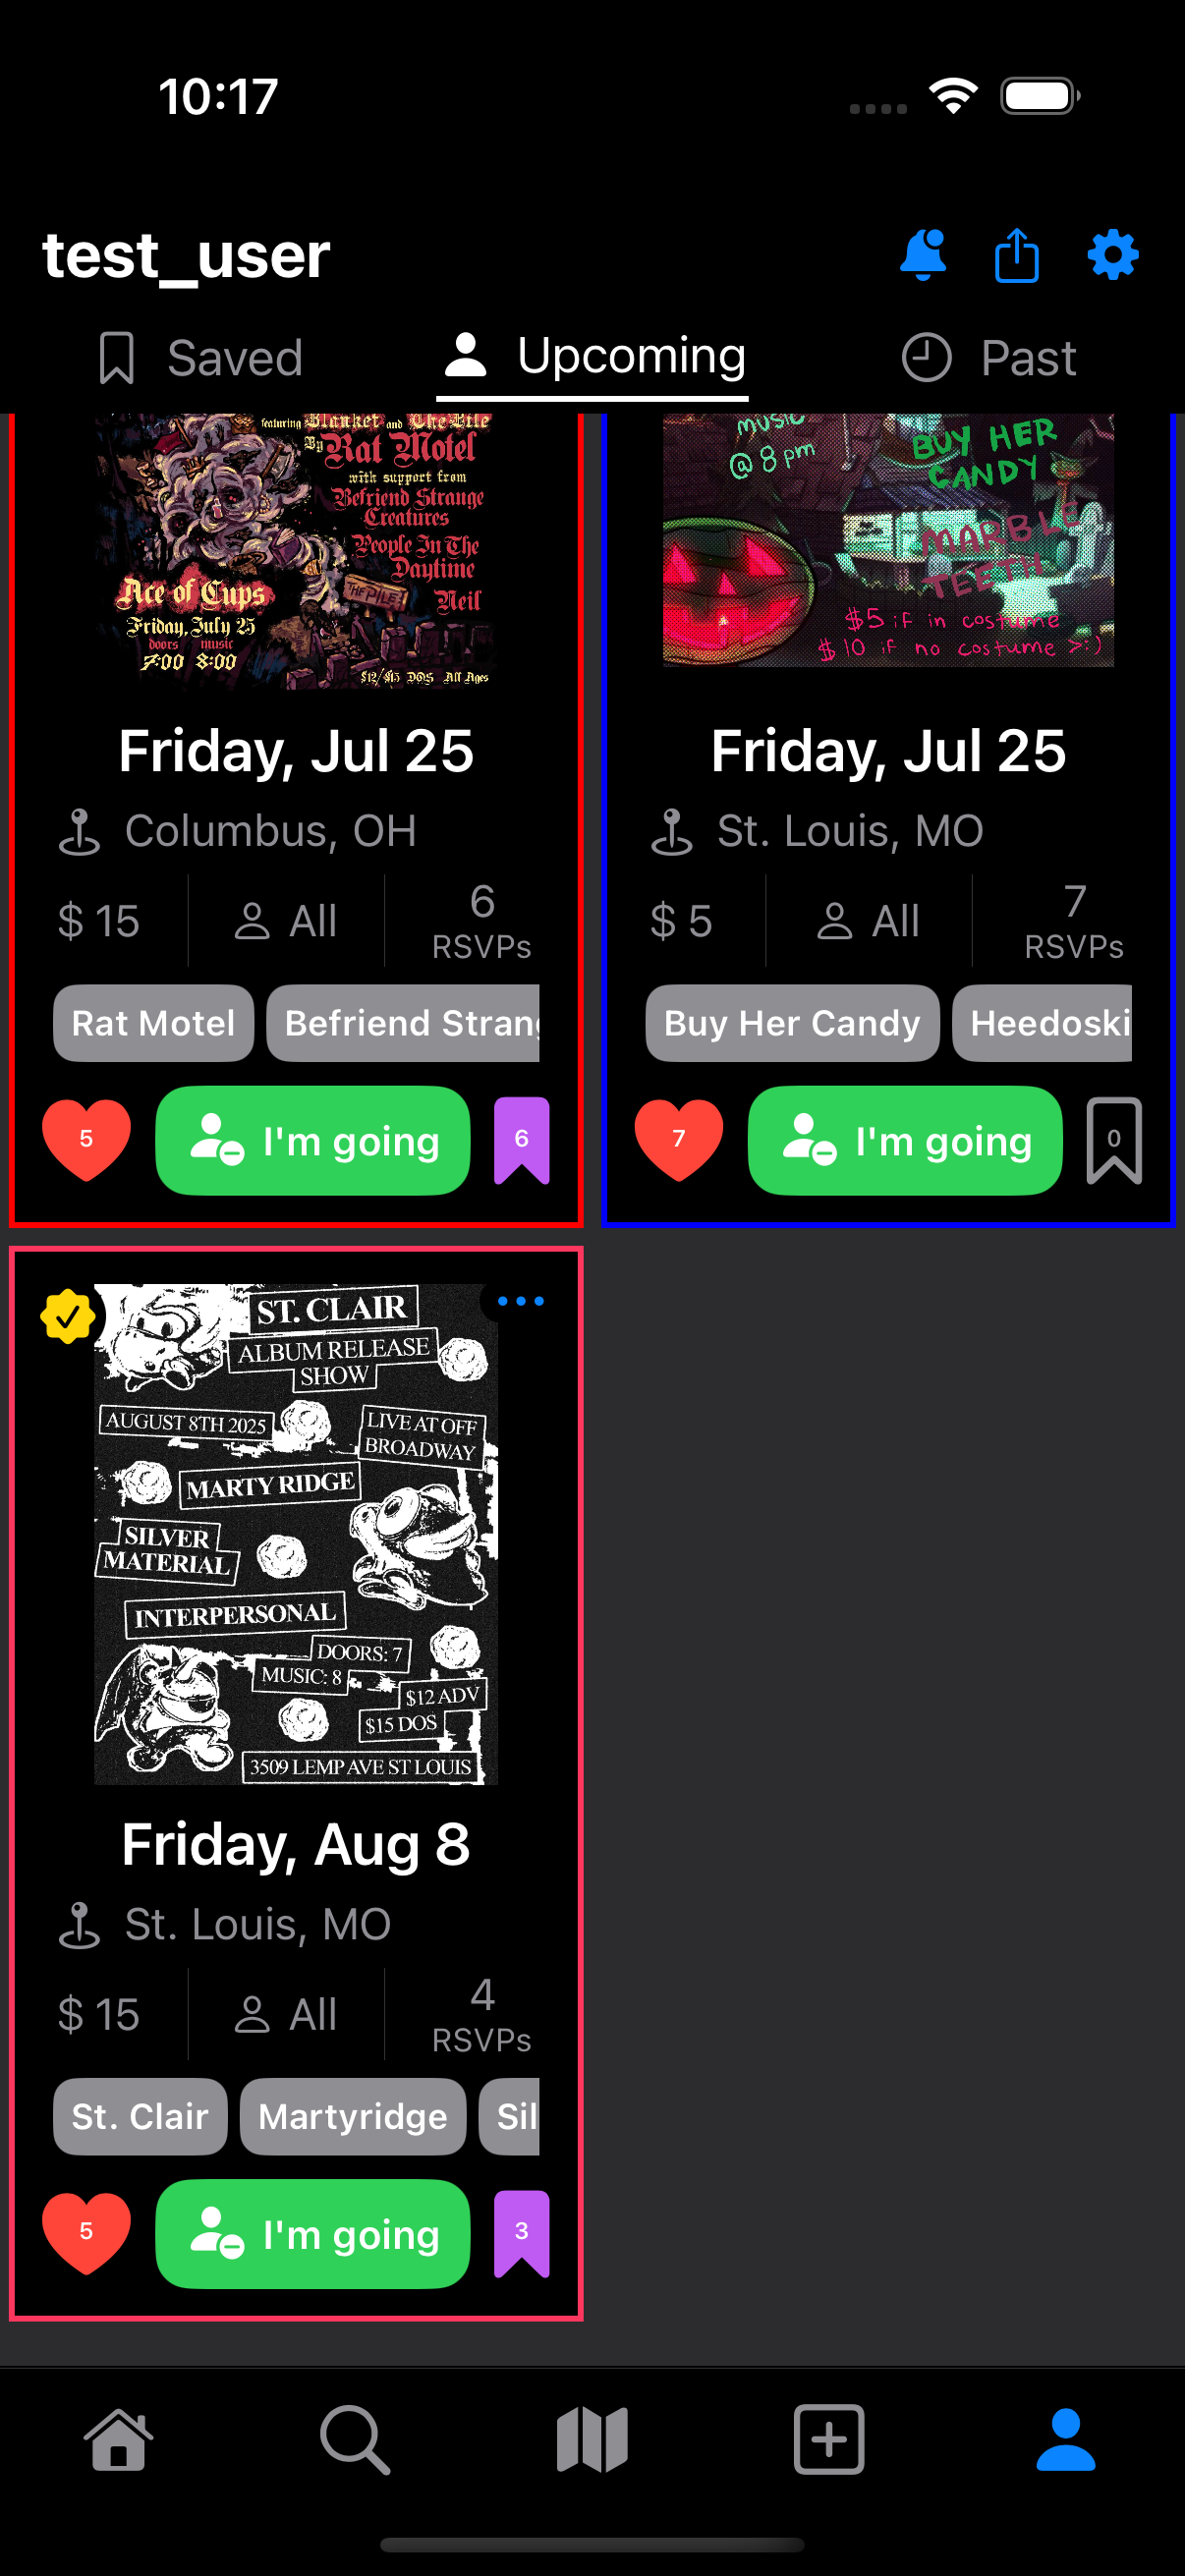 10:17
test_user
Saved
Upcoming
Past
featuring Blanket and The Bile
By Rat Motel
with support from
Befriend Strange
Creatures
People In The
Daytime
Neil
THE PILE!
Ace of Cups
Friday, July 25
doors music
7:00 8:00
$12/$15 DOS All Ages
music
@ 8 pm
BUY HER
CANDY
MARBLE
TEETH
$5 if in costume
$10 if no costume >:)
Friday, Jul 25
Columbus, OH
$ 15
All
6
RSVPs
Rat Motel
Befriend Strang
5
I'm going
6
Friday, Jul 25
St. Louis, MO
$ 5
All
7
RSVPs
Buy Her Candy
Heedoski
7
I'm going
0
ST. CLAIR
ALBUM RELEASE
SHOW
AUGUST 8TH 2025
LIVE AT OFF
BROADWAY
MARTY RIDGE
SILVER
MATERIAL
INTERPERSONAL
DOORS: 7
MUSIC: 8
$12 ADV
$15 DOS
3509 LEMP AVE ST LOUIS
Friday, Aug 8
St. Louis, MO
$ 15
All
4
RSVPs
St. Clair
Martyridge
Sil
5
I'm going
3